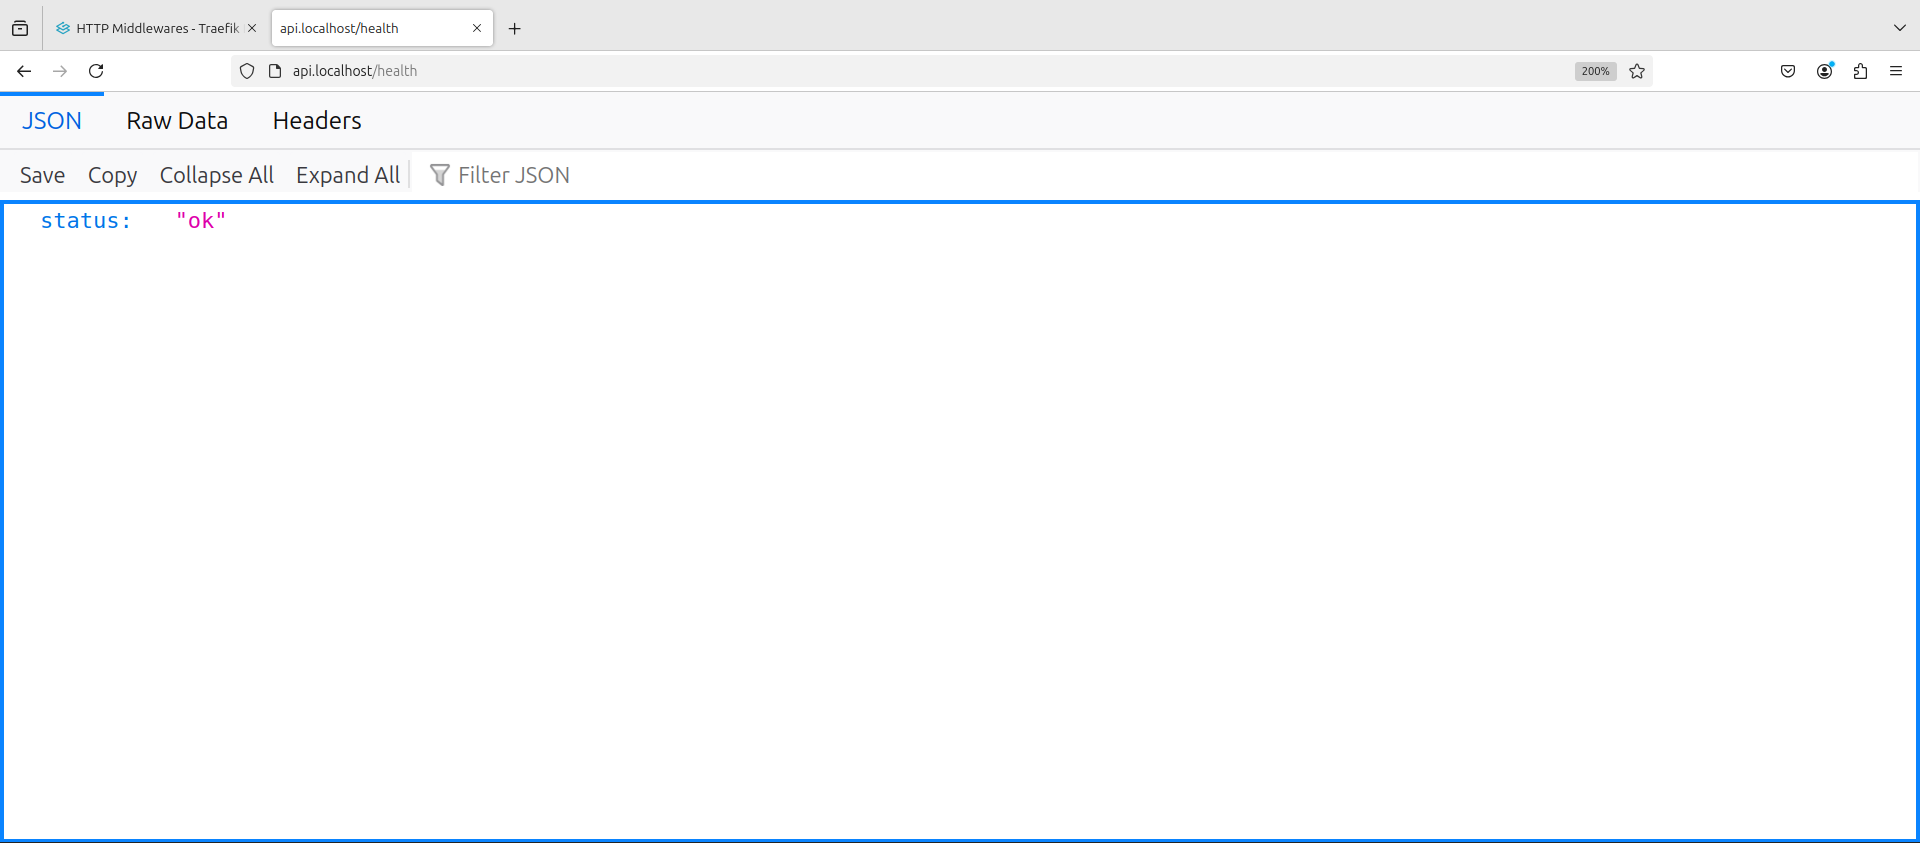 HTTP Middlewares - Traefik
api.localhost/health
api.localhost/health
200%
JSON Raw Data Headers
Save Copy Collapse All Expand All Filter JSON
status: "ok"